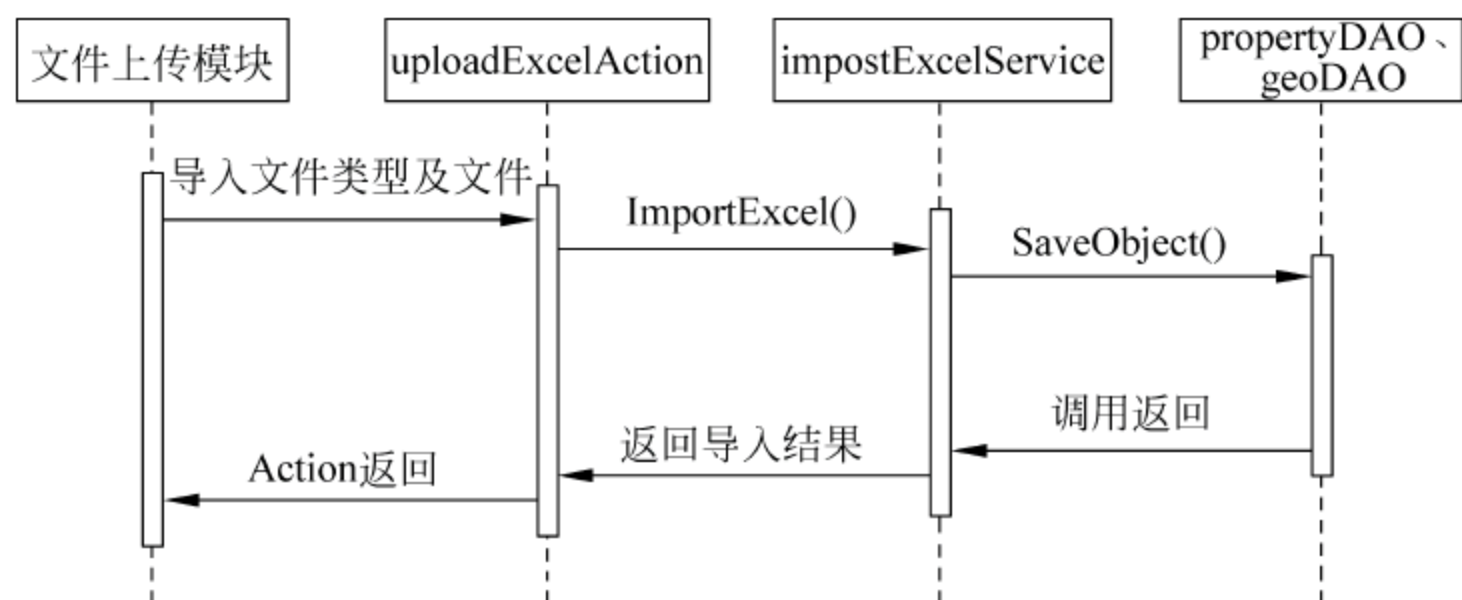 文件上传模块
uploadExcelAction
impostExcelService
propertyDAO、
geoDAO
导入文件类型及文件
ImportExcel()
SaveObject()
调用返回
返回导入结果
Action返回